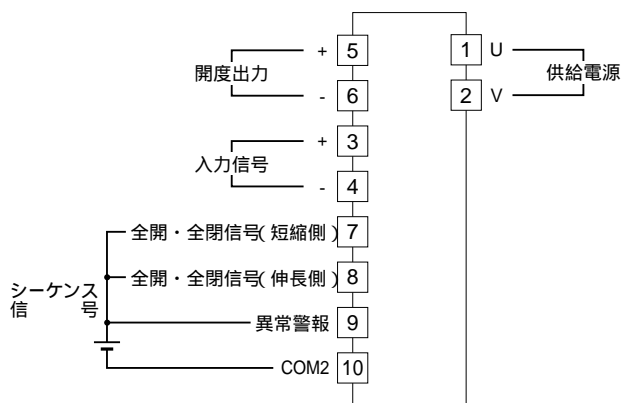 開度出力
+ 5
- 6
入力信号
+ 3
- 4
全開・全閉信号(短縮側) 7
全開・全閉信号(伸長側) 8
シーケンス
信 号
異常警報 9
COM2 10
1 U
2 V
供給電源